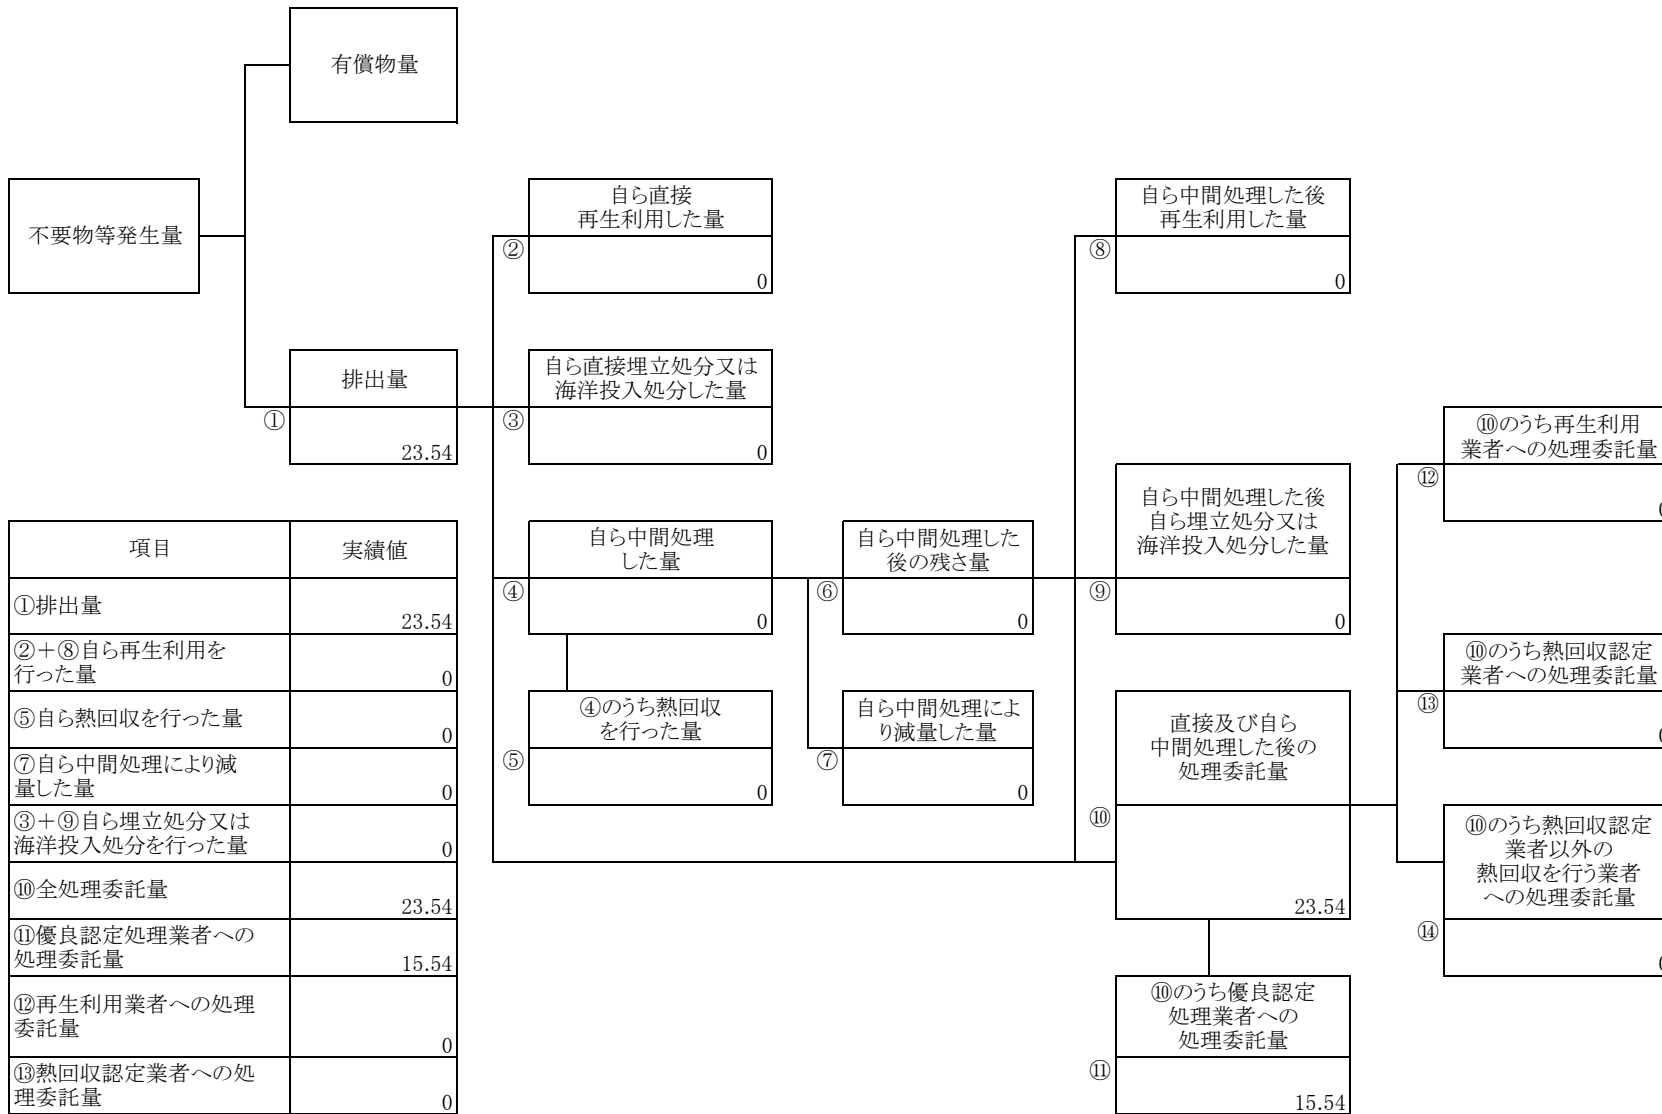 有償物量
不要物等発生量
自ら直接
再生利用した量
②
0
自ら中間処理した後
再生利用した量
⑧
0
排出量
①
23.54
自ら直接埋立処分又は
海洋投入処分した量
③
0
⑩のうち再生利用
業者への処理委託量
⑫
自ら中間処理した後
自ら埋立処分又は
海洋投入処分した量
⑨
0
自ら中間処理
した量
④
0
自ら中間処理した
後の残さ量
⑥
0
⑩のうち熱回収認定
業者への処理委託量
⑬
④のうち熱回収
を行った量
⑤
0
自ら中間処理によ
り減量した量
⑦
0
直接及び自ら
中間処理した後の
処理委託量
⑩
23.54
⑩のうち熱回収認定
業者以外の
熱回収を行う業者
への処理委託量
⑭
⑩のうち優良認定
処理業者への
処理委託量
⑪
15.54
項目 実績値
①排出量
23.54
②+⑧自ら再生利用を
行った量
0
⑤自ら熱回収を行った量
0
⑦自ら中間処理により減
量した量
0
③+⑨自ら埋立処分又は
海洋投入処分を行った量
0
⑩全処理委託量
23.54
⑪優良認定処理業者への
処理委託量
15.54
⑫再生利用業者への処理
委託量
0
⑬熱回収認定業者への処
理委託量
0